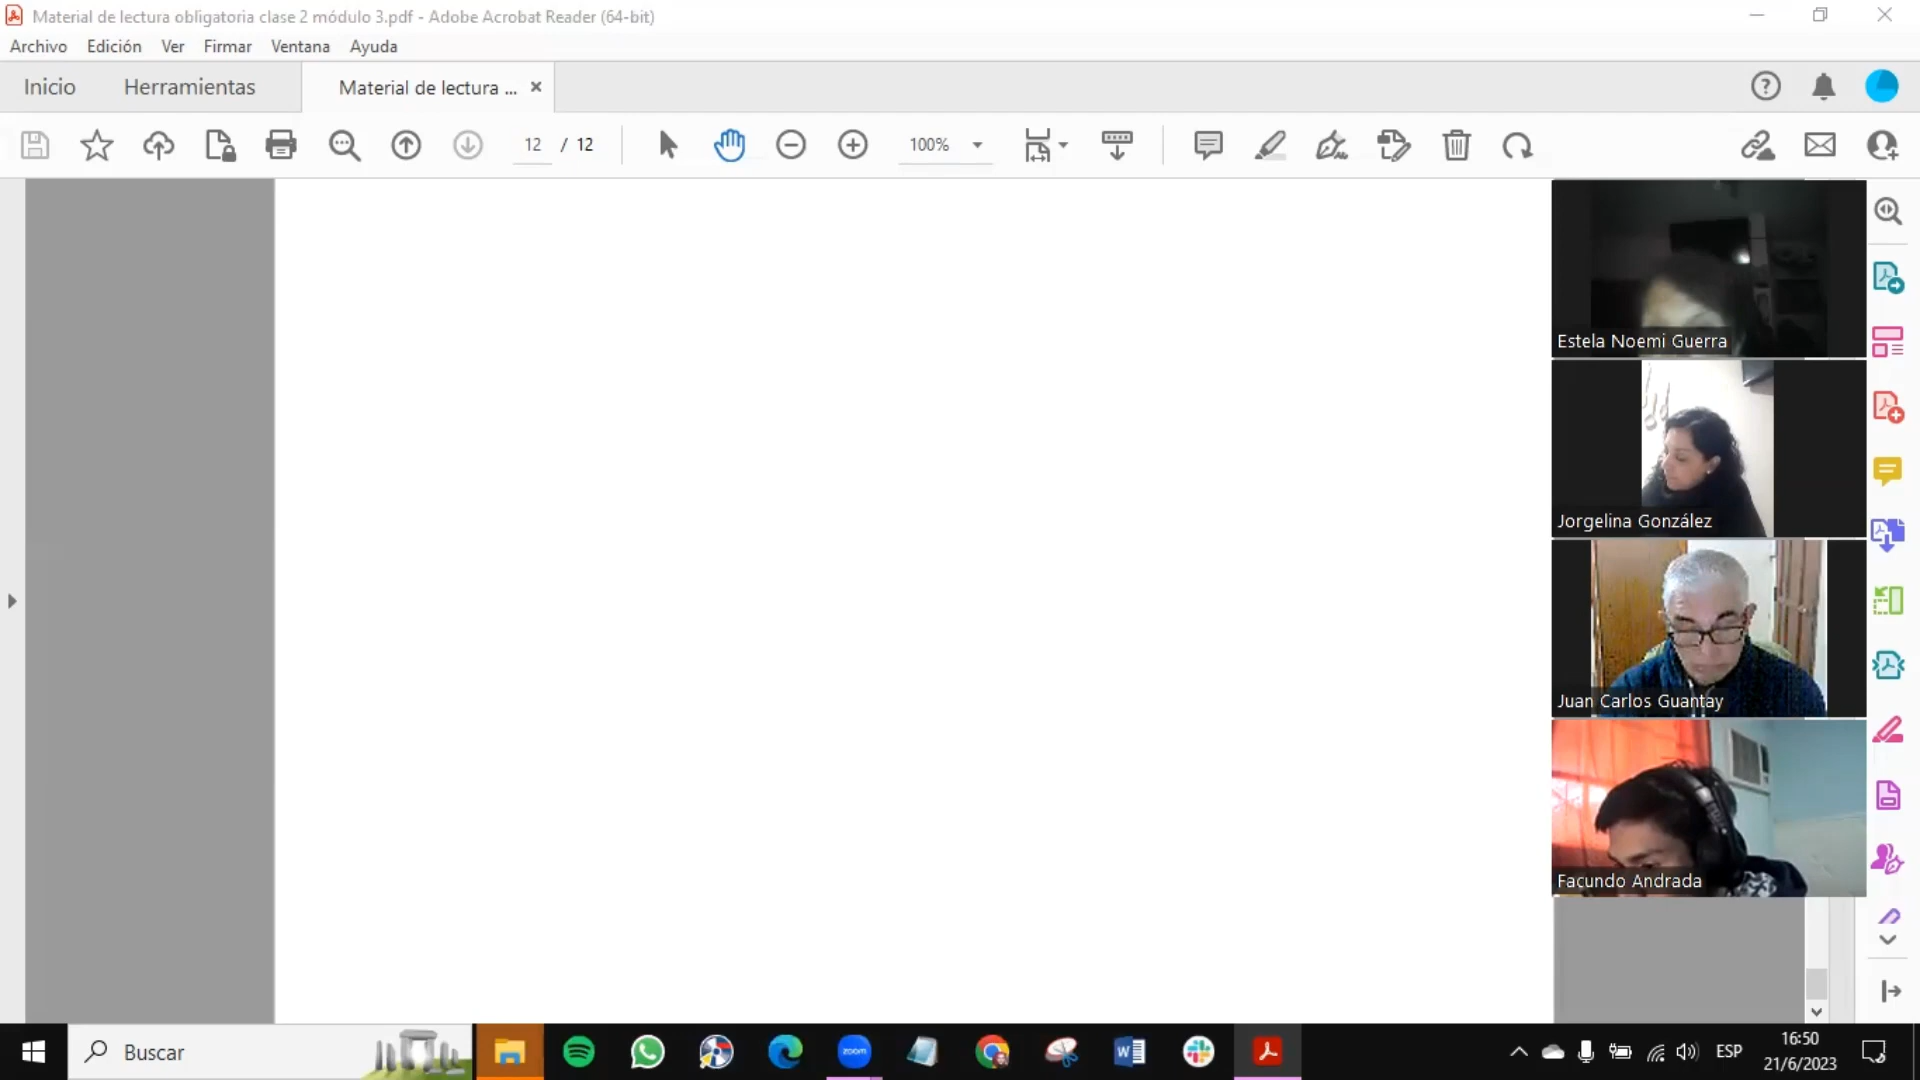 Material de lectura obligatoria clase 2 módulo 3.pdf - Adobe Acrobat Reader (64-bit)
Archivo Edición Ver Firmar Ventana Ayuda
Inicio Herramientas Material de lectura ...
12 / 12 100%
Estela Noemi Guerra
Jorgelina González
Juan Carlos Guantay
Facundo Andrada
Buscar
zoom
ESP
16:50
21/6/2023